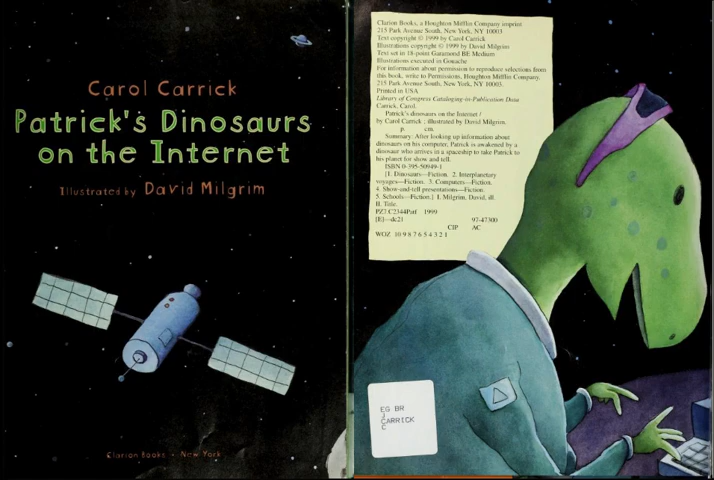 Carol Carrick
Patrick's Dinosaurs
on the Internet
Illustrated by David Milgrim
Clarion Books • New York
Clarion Books, a Houghton Mifflin Company imprint
215 Park Avenue South, New York, NY 10003
Text copyright © 1999 by Carol Carrick
Illustrations copyright © 1999 by David Milgrim
Text set in 18-point Garamond BE Medium
Illustrations executed in Gouache
For information about permission to reproduce selections from
this book, write to Permissions, Houghton Mifflin Company,
215 Park Avenue South, New York, NY 10003.
Printed in USA
Library of Congress Cataloging-in-Publication Data
Carrick, Carol.
Patrick's dinosaurs on the Internet /
by Carol Carrick ; illustrated by David Milgrim.
p. cm.
Summary: After looking up information about
dinosaurs on his computer, Patrick is awakened by a
dinosaur who arrives in a spaceship to take Patrick to
his planet for show and tell.
ISBN 0-395-50949-1
[1. Dinosaurs—Fiction. 2. Interplanetary
voyages—Fiction. 3. Computers—Fiction.
4. Show-and-tell presentations—Fiction.
5. Schools—Fiction.] I. Milgrim, David, ill.
II. Title.
PZ7.C2344Patf 1999
[E]—dc21 97-47300
CIP AC
WOZ 10 9 8 7 6 5 4 3 2 1
EG BR
J
CARRICK
C